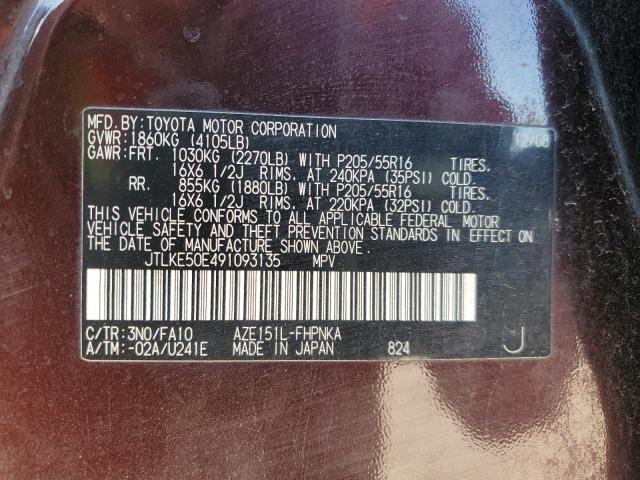 MFD.BY:TOYOTA MOTOR CORPORATION 12/08
GVWR:1860KG (4105LB)
GAWR:FRT. 1030KG (2270LB) WITH P205/55R16 TIRES.
16X6 1/2J RIMS, AT 240KPA (35PSI) COLD.
RR. 855KG (1880LB) WITH P205/55R16 TIRES.
16X6 1/2J RIMS, AT 220KPA (32PSI) COLD.
THIS VEHICLE CONFORMS TO ALL APPLICABLE FEDERAL MOTOR
VEHICLE SAFETY AND THEFT PREVENTION STANDARDS IN EFFECT ON
THE DATE OF MANUFACTURE SHOWN ABOVE.
JTLKE50E491093135 MPV
C/TR:3N0/FA10 AZE151L-FHPNKA
A/TM:-02A/U241E MADE IN JAPAN 824 J